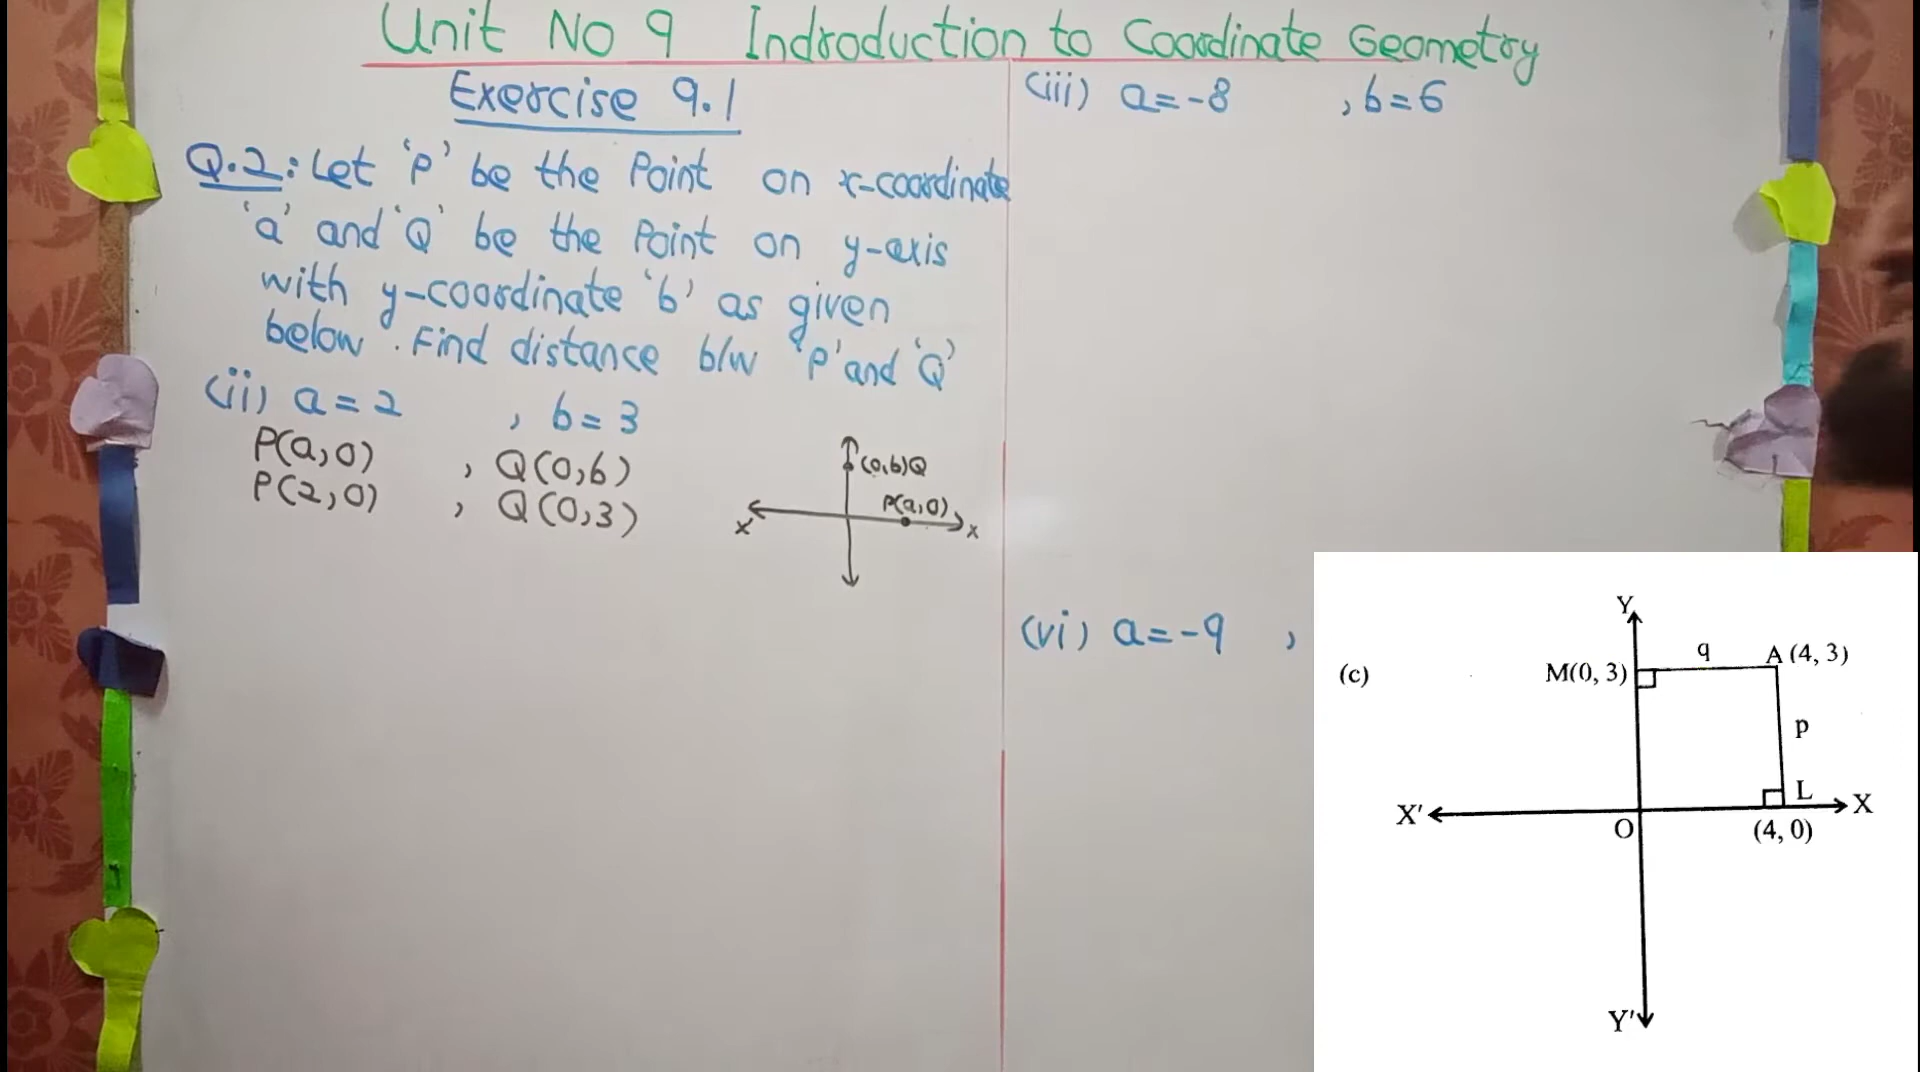 Unit No 9 Indroduction to Coordinate Geometry
Exercise 9.1
Q.2: Let 'P' be the Point on x-coordinate
'a' and 'Q' be the Point on y-axis
with y-coordinate 'b' as given
below. Find distance b/w 'P' and 'Q'
(ii) a=2 , b=3
P(a,0) , Q(0,b)
P(2,0) , Q(0,3)
(0,b)Q
P(a,0)
x' x
(iii) a=-8 , b=6
(vi) a=-9 ,
(c)
Y
M(0, 3) q A (4, 3)
p
L
X' X
O (4, 0)
Y'